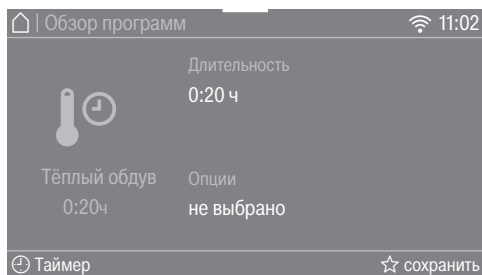 | Обзор программ 11:02
Длительность
0:20 ч
Тёплый обдув
0:20ч
Опции
не выбрано
Таймер сохранить